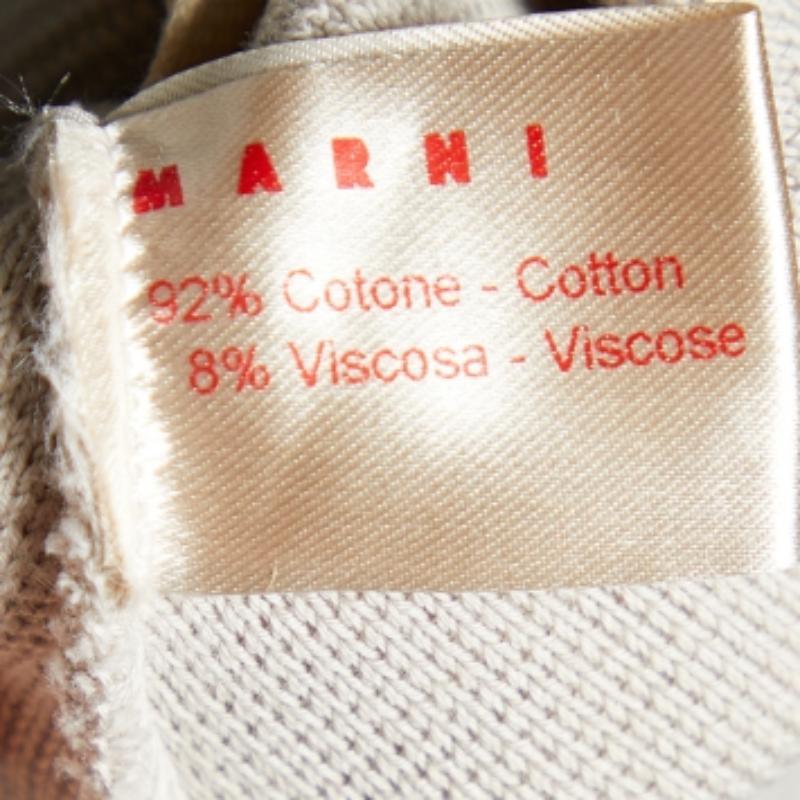 MARNI
92% Cotone - Cotton
8% Viscosa - Viscose